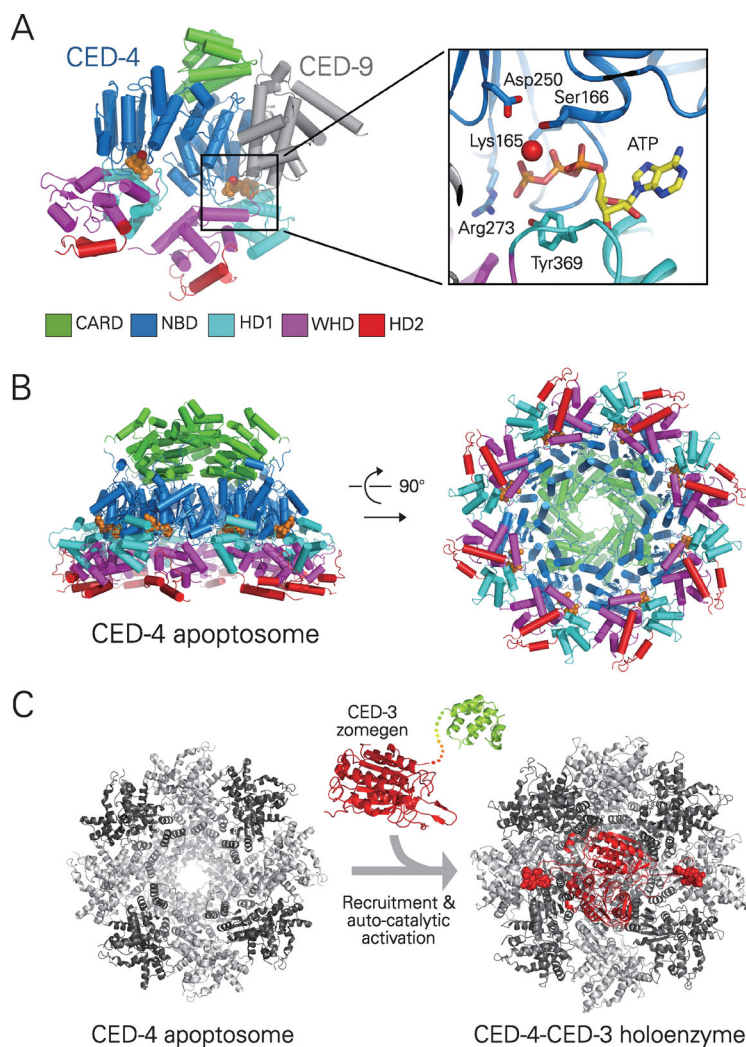 A
CED-4
CED-9
Asp250
Ser166
Lys165
ATP
Arg273
Tyr369
CARD
NBD
HD1
WHD
HD2
B
90°
CED-4 apoptosome
C
CED-3
zomegen
Recruitment &
auto-catalytic
activation
CED-4 apoptosome
CED-4-CED-3 holoenzyme